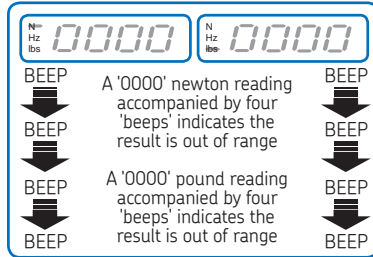 N
Hz
lbs
0000
N
Hz
lbs
0000
BEEP
BEEP
BEEP
BEEP
A '0000' newton reading
accompanied by four
'beeps' indicates the
result is out of range
A '0000' pound reading
accompanied by four
'beeps' indicates the
result is out of range
BEEP
BEEP
BEEP
BEEP